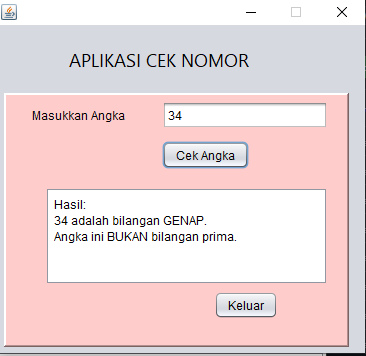 APLIKASI CEK NOMOR
Masukkan Angka
34
Cek Angka
Hasil:
34 adalah bilangan GENAP.
Angka ini BUKAN bilangan prima.
Keluar